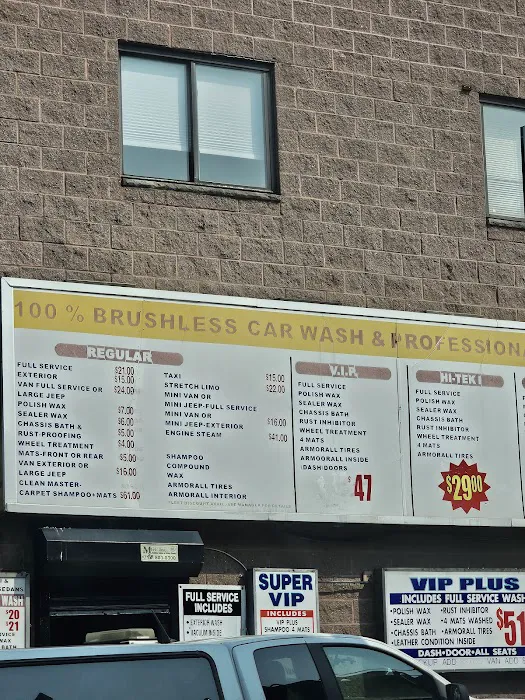 100 % BRUSHLESS CAR WASH & PROFESSIONA
REGULAR
FULL SERVICE $21.00
EXTERIOR $15.00
VAN FULL SERVICE OR $24.00
LARGE JEEP
POLISH WAX $7.00
SEALER WAX $6.00
CHASSIS BATH & $6.00
RUST-PROOFING $5.00
WHEEL TREATMENT $4.00
MATS-FRONT OR REAR $5.00
VAN EXTERIOR OR $16.00
LARGE JEEP
CLEAN MASTER-
CARPET SHAMPOO+MATS $61.00
TAXI $15.00
STRETCH LIMO $22.00
MINI VAN OR
MINI JEEP-FULL SERVICE
MINI VAN OR
MINI JEEP-EXTERIOR $16.00
ENGINE STEAM $41.00
SHAMPOO
COMPOUND
WAX
ARMORALL TIRES
ARMORALL INTERIOR
V.I.P.
FULL SERVICE
POLISH WAX
SEALER WAX
CHASSIS BATH
RUST INHIBITOR
WHEEL TREATMENT
4 MATS
ARMORALL TIRES
ARMOORALL INSIDE
-DASH+DOORS
$47
HI-TEK I
FULL SERVICE
POLISH WAX
SEALER WAX
CHASSIS BATH
RUST INHIBITOR
WHEEL TREATMENT
4 MATS
ARMORALL TIRES
$29.00
WASH
$20
$21
FULL SERVICE
INCLUDES
•EXTERIOR WASH
•VACUUM INSIDE
SUPER
VIP
INCLUDES
VIP PLUS
SHAMPOO 4 MATS
VIP PLUS
INCLUDES FULL SERVICE WASH
•POLISH WAX •RUST INHIBITOR
•SEALER WAX •4 MATS WASHED
•CHASSIS BATH •ARMORALL TIRES
•LEATHER CONDITION INSIDE
$51
DASH•DOOR•ALL SEATS